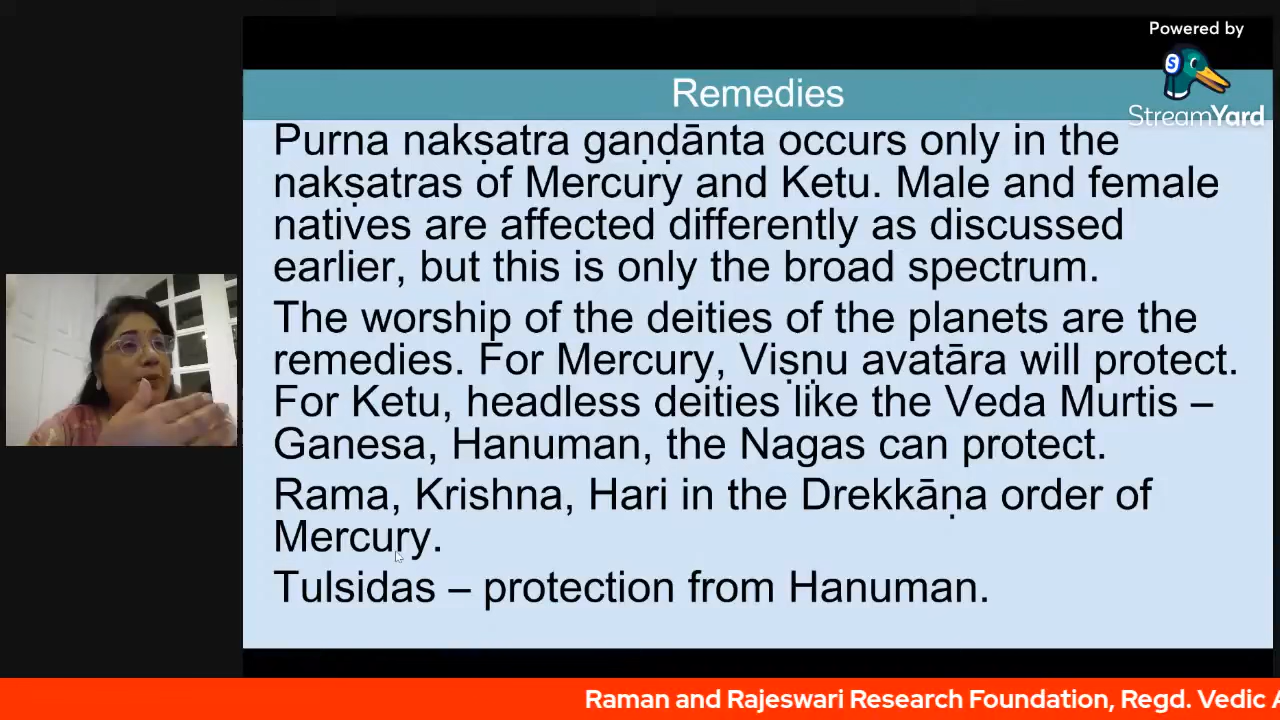 Powered by
StreamYard
Remedies
Purna nakṣatra gaṇḍānta occurs only in the
nakṣatras of Mercury and Ketu. Male and female
natives are affected differently as discussed
earlier, but this is only the broad spectrum.
The worship of the deities of the planets are the
remedies. For Mercury, Viṣṇu avatāra will protect.
For Ketu, headless deities like the Veda Murtis –
Ganesa, Hanuman, the Nagas can protect.
Rama, Krishna, Hari in the Drekkāṇa order of
Mercury.
Tulsidas – protection from Hanuman.
Raman and Rajeswari Research Foundation, Regd. Vedic A